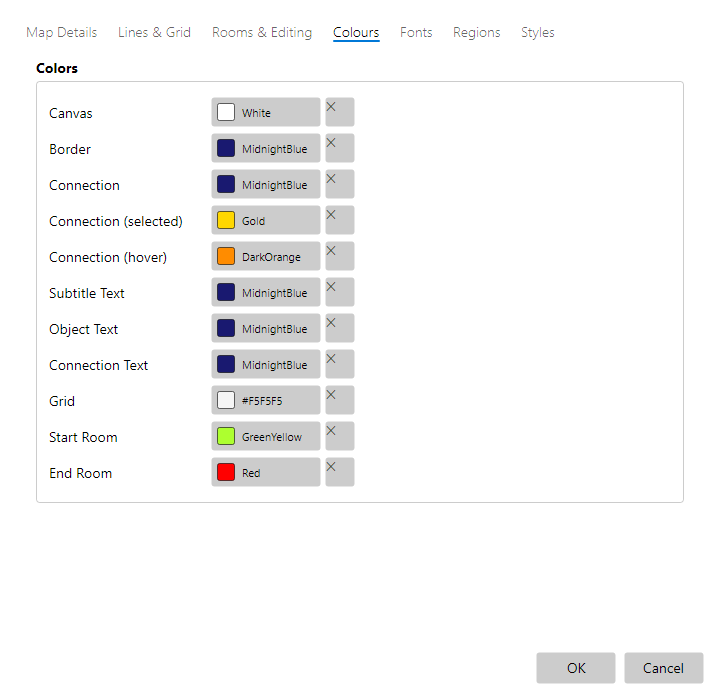 Map Details Lines & Grid Rooms & Editing Colours Fonts Regions Styles
Colors
Canvas White
Border MidnightBlue
Connection MidnightBlue
Connection (selected) Gold
Connection (hover) DarkOrange
Subtitle Text MidnightBlue
Object Text MidnightBlue
Connection Text MidnightBlue
Grid #F5F5F5
Start Room GreenYellow
End Room Red
OK Cancel